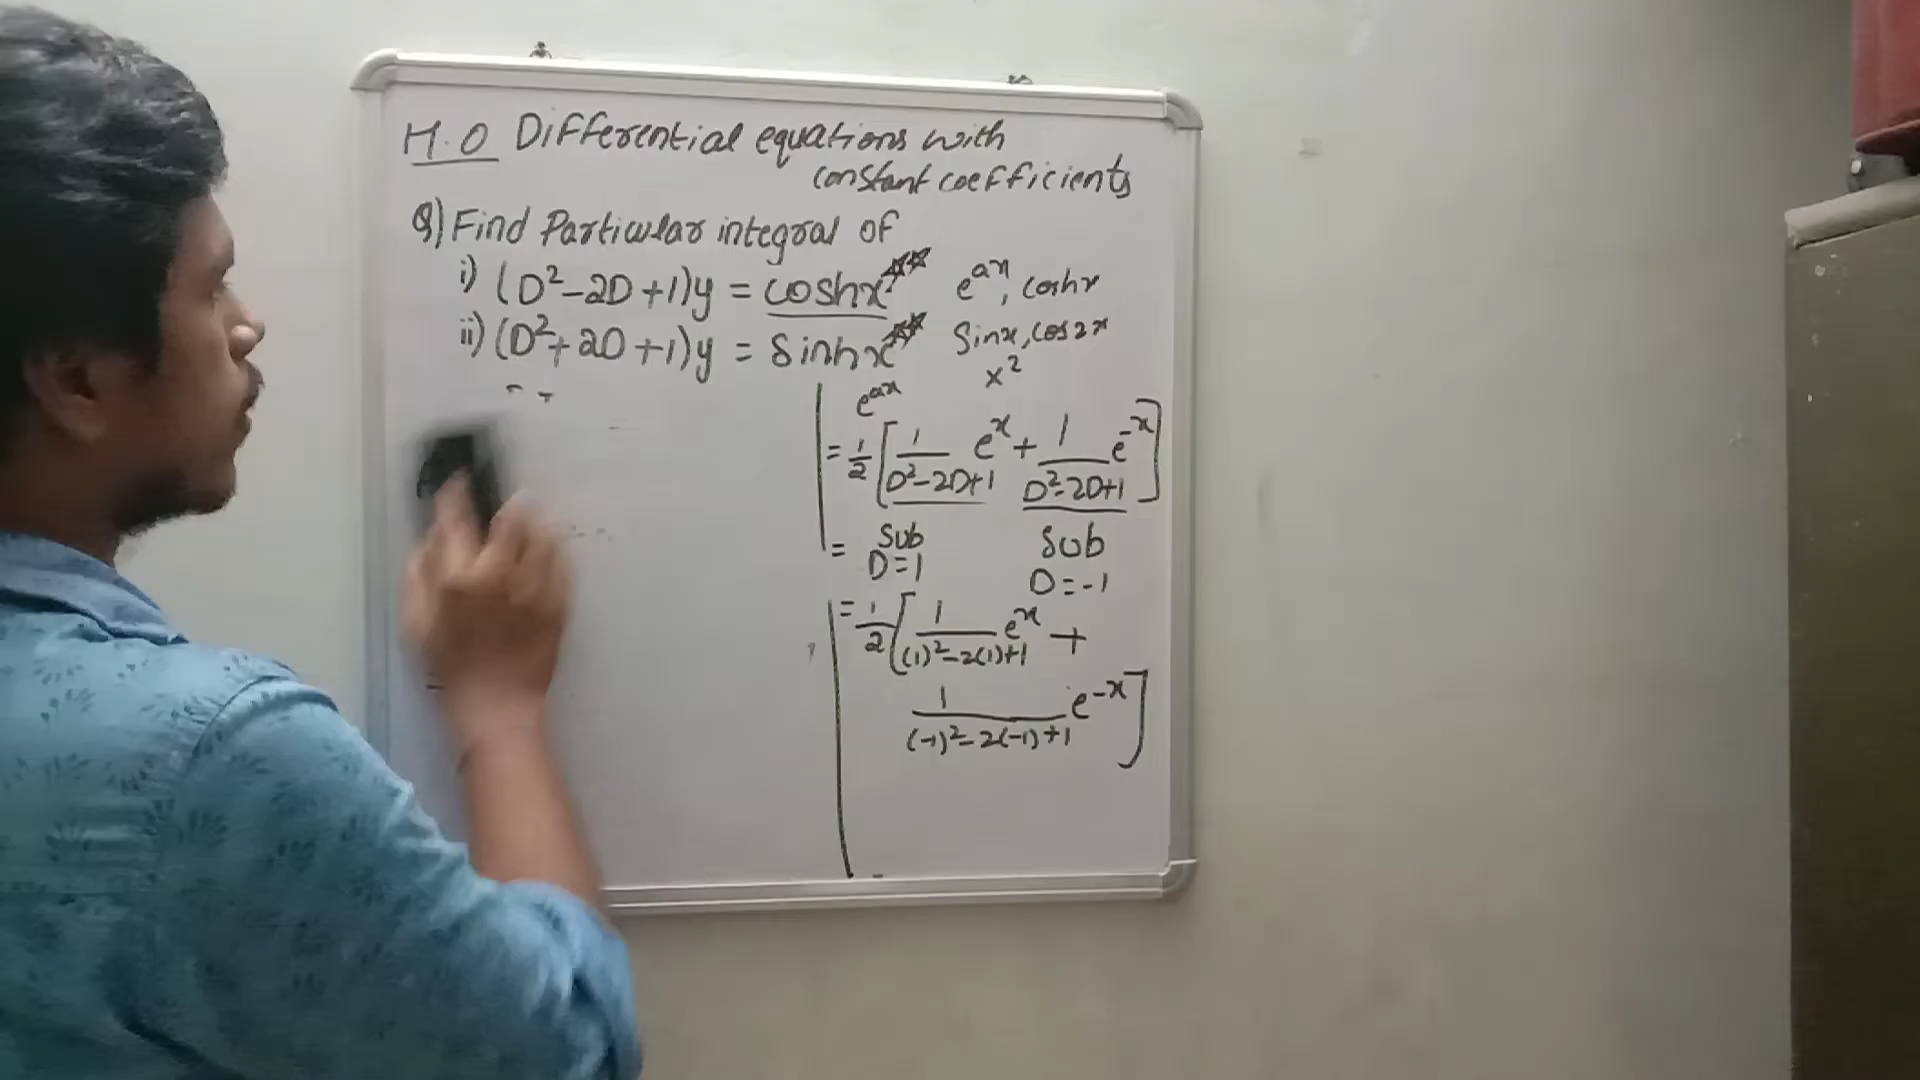 H.O Differential equations with
constant coefficients
Q) Find Particular integral of
i) (D²-2D+1)y = coshx
e^ax, coshx
ii) (D²+2D+1)y = sinhx
Sinx, cos2x
x²
e^ax
= 1/2 [1/(D²-2D+1) e^x + 1/(D²-2D+1) e^-x]
= Sub D=1
Sub D=-1
= 1/2 [1/((1)²-2(1)+1) e^x +
1/((-1)²-2(-1)+1) e^-x]